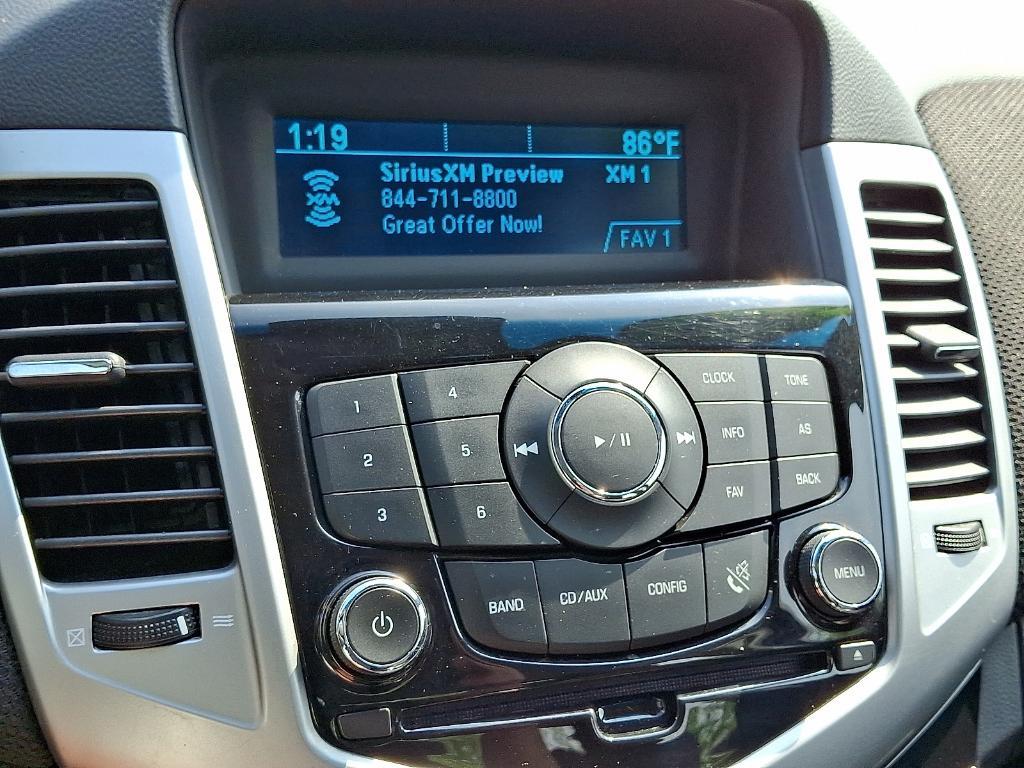 1:19 86°F
SiriusXM Preview XM 1
XM
844-711-8800
Great Offer Now!
FAV 1
1 4 CLOCK TONE
2 5 INFO AS
3 6 FAV BACK
BAND CD/AUX CONFIG MENU